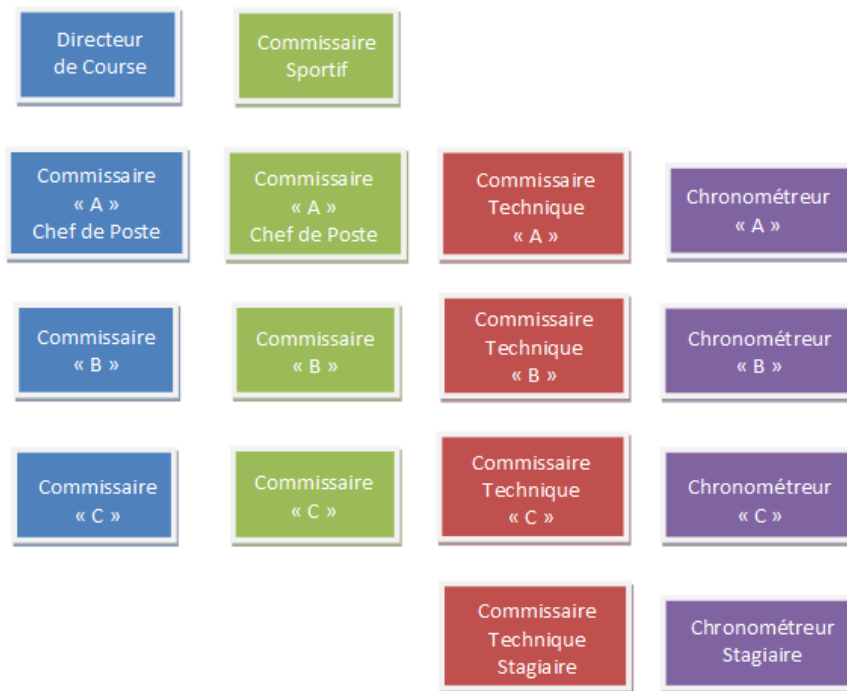 Directeur
de Course
Commissaire
Sportif
Commissaire
« A »
Chef de Poste
Commissaire
« A »
Chef de Poste
Commissaire
Technique
« A »
Chronométreur
« A »
Commissaire
« B »
Commissaire
« B »
Commissaire
Technique
« B »
Chronométreur
« B »
Commissaire
« C »
Commissaire
« C »
Commissaire
Technique
« C »
Chronométreur
« C »
Commissaire
Technique
Stagiaire
Chronométreur
Stagiaire